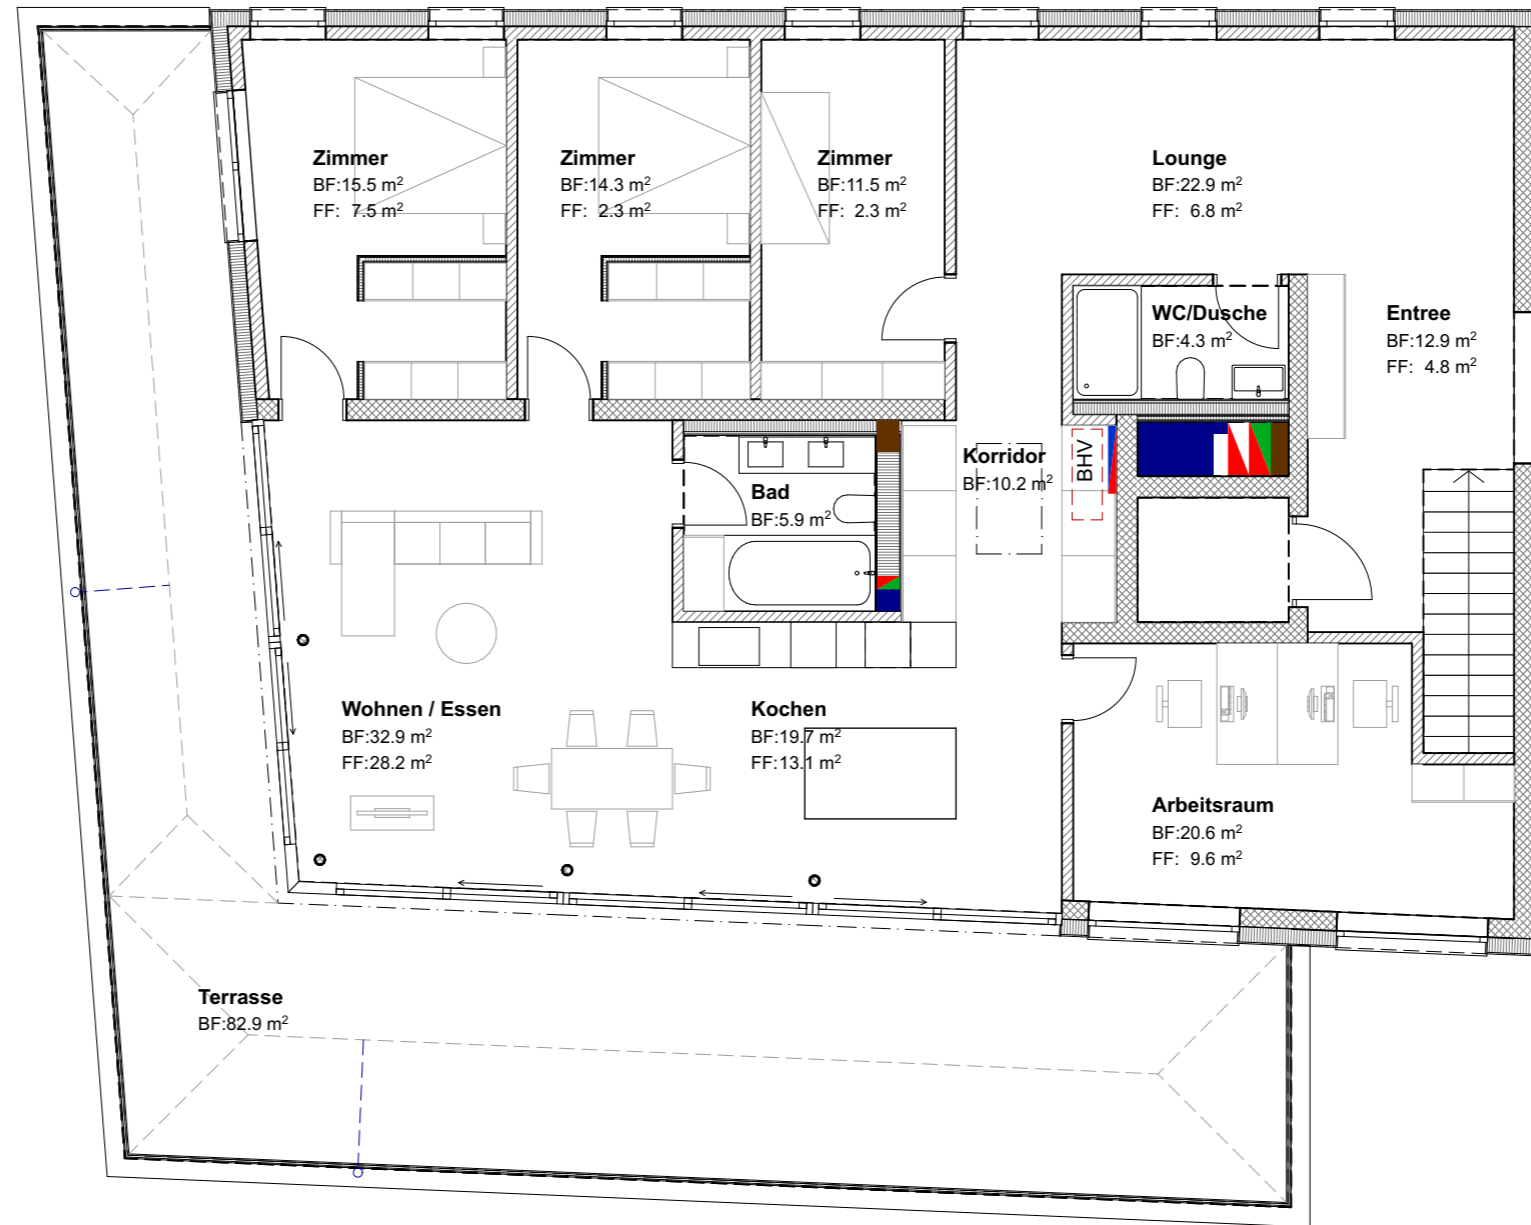 Zimmer
BF:15.5 m²
FF: 7.5 m²
Zimmer
BF:14.3 m²
FF: 2.3 m²
Zimmer
BF:11.5 m²
FF: 2.3 m²
Lounge
BF:22.9 m²
FF: 6.8 m²
WC/Dusche
BF:4.3 m²
Entree
BF:12.9 m²
FF: 4.8 m²
Korridor
BF:10.2 m²
BHV
Bad
BF:5.9 m²
Wohnen / Essen
BF:32.9 m²
FF:28.2 m²
Kochen
BF:19.7 m²
FF:13.1 m²
Arbeitsraum
BF:20.6 m²
FF: 9.6 m²
Terrasse
BF:82.9 m²